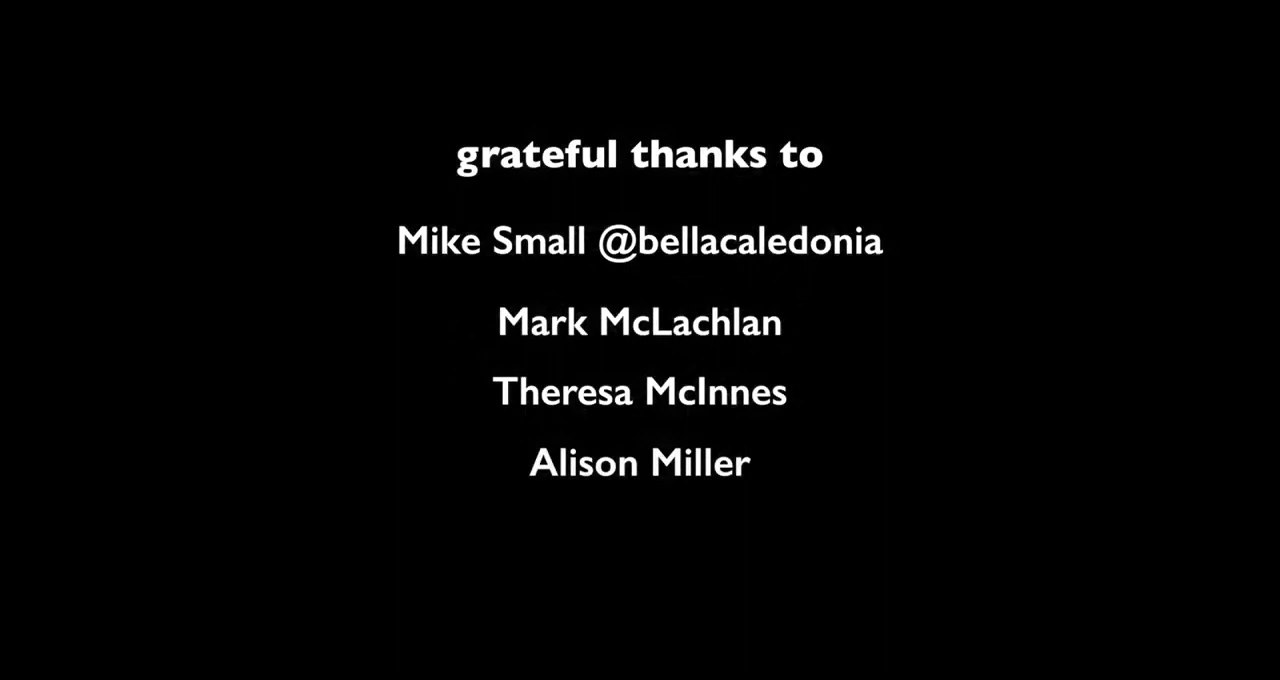 grateful thanks to
Mike Small @bellacaledonia
Mark McLachlan
Theresa McInnes
Alison Miller